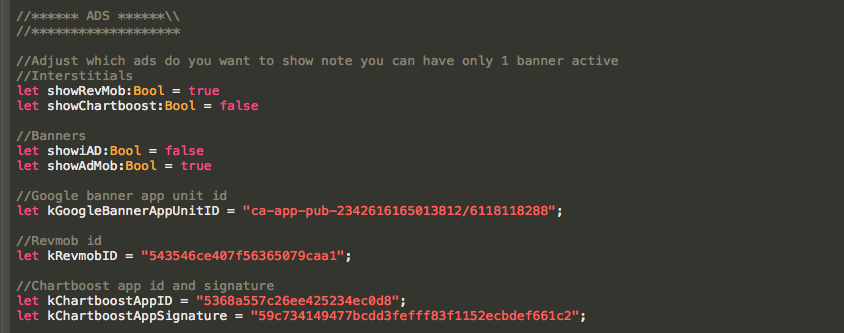 //****** ADS ******\\
//*******************
//Adjust which ads do you want to show note you can have only 1 banner active
//Interstitials
let showRevMob:Bool = true
let showChartboost:Bool = false
//Banners
let showiAD:Bool = false
let showAdMob:Bool = true
//Google banner app unit id
let kGoogleBannerAppUnitID = "ca-app-pub-2342616165013812/6118118288";
//Revmob id
let kRevmobID = "543546ce407f56365079caa1";
//Chartboost app id and signature
let kChartboostAppID = "5368a557c26ee425234ec0d8";
let kChartboostAppSignature = "59c734149477bcdd3fefff83f1152ecbdef661c2";